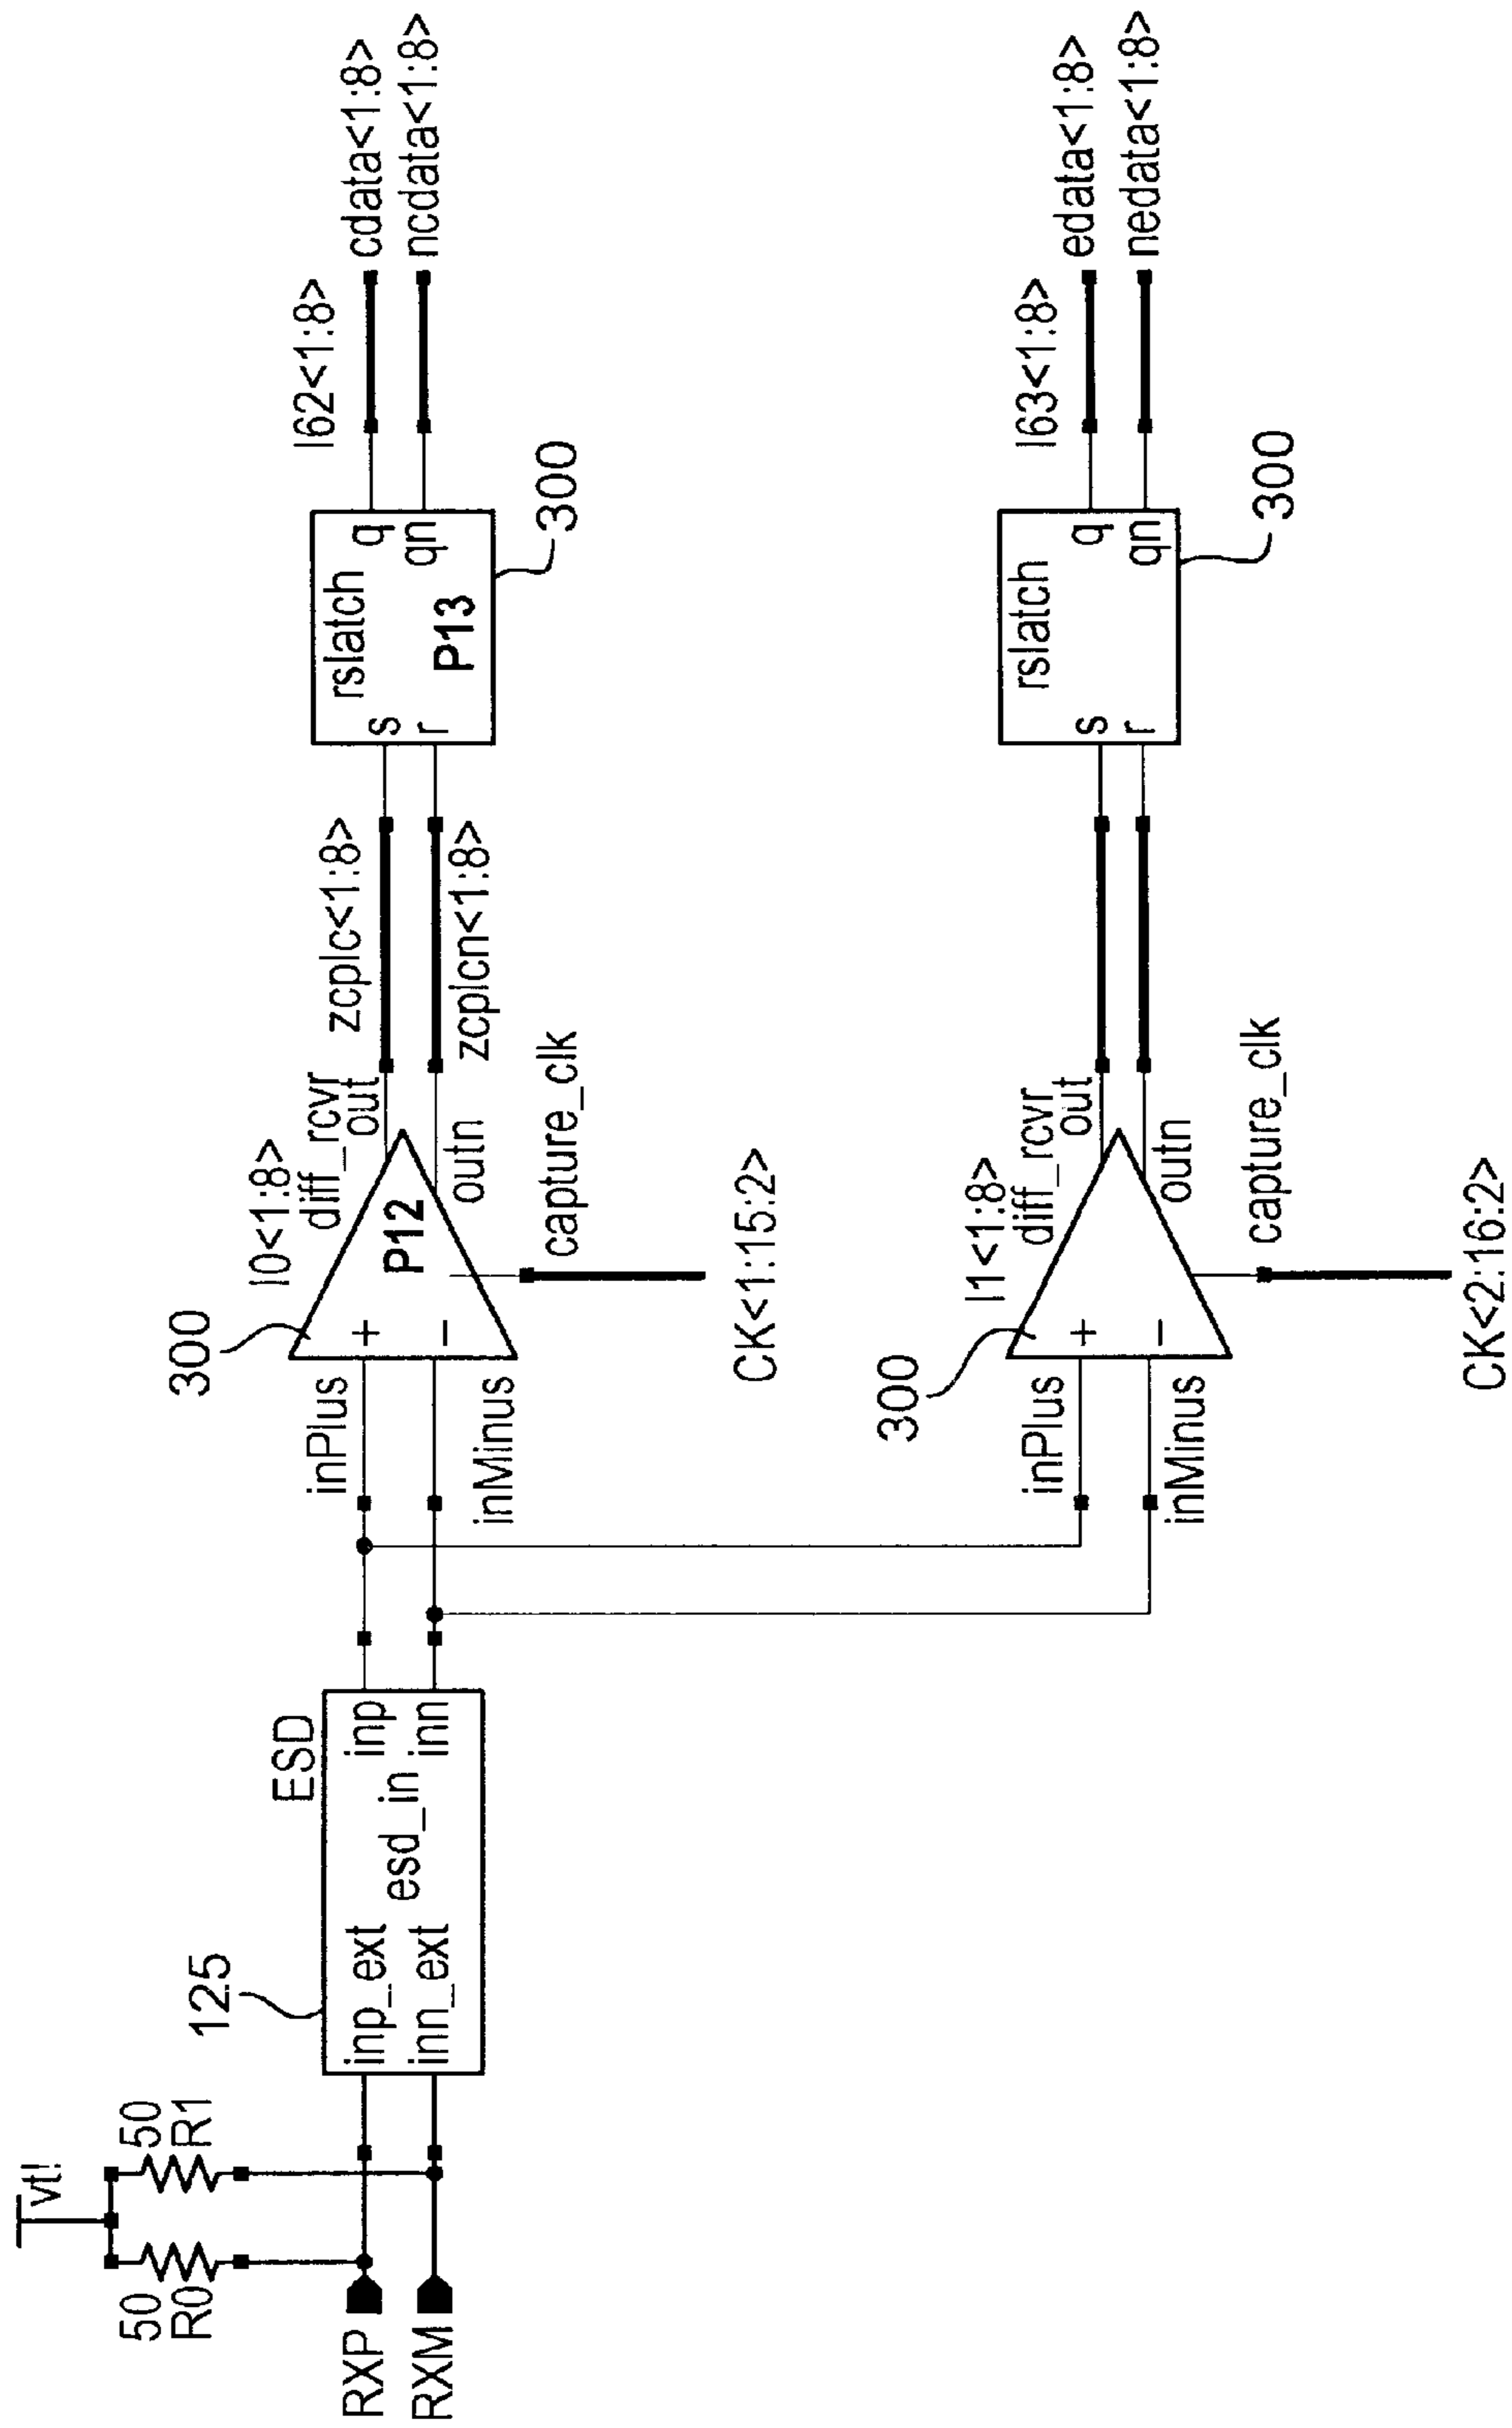 vt!
50
R0
50
R1
RXP
RXM
125
ESD
inp_ext
inn_ext
esd_in
inp
inn
inPlus
inMinus
300
I0<1:8>
diff_rcvr
+
−
P12
out
outn
capture_clk
CK<1:15:2>
zcplc<1:8>
zcplcn<1:8>
rslatch
s
r
q
qn
P13
300
I62<1:8>
cdata<1:8>
ncdata<1:8>
inPlus
inMinus
300
I1<1:8>
diff_rcvr
+
−
out
outn
capture_clk
CK<2:16:2>
rslatch
s
r
q
qn
300
I63<1:8>
edata<1:8>
nedata<1:8>